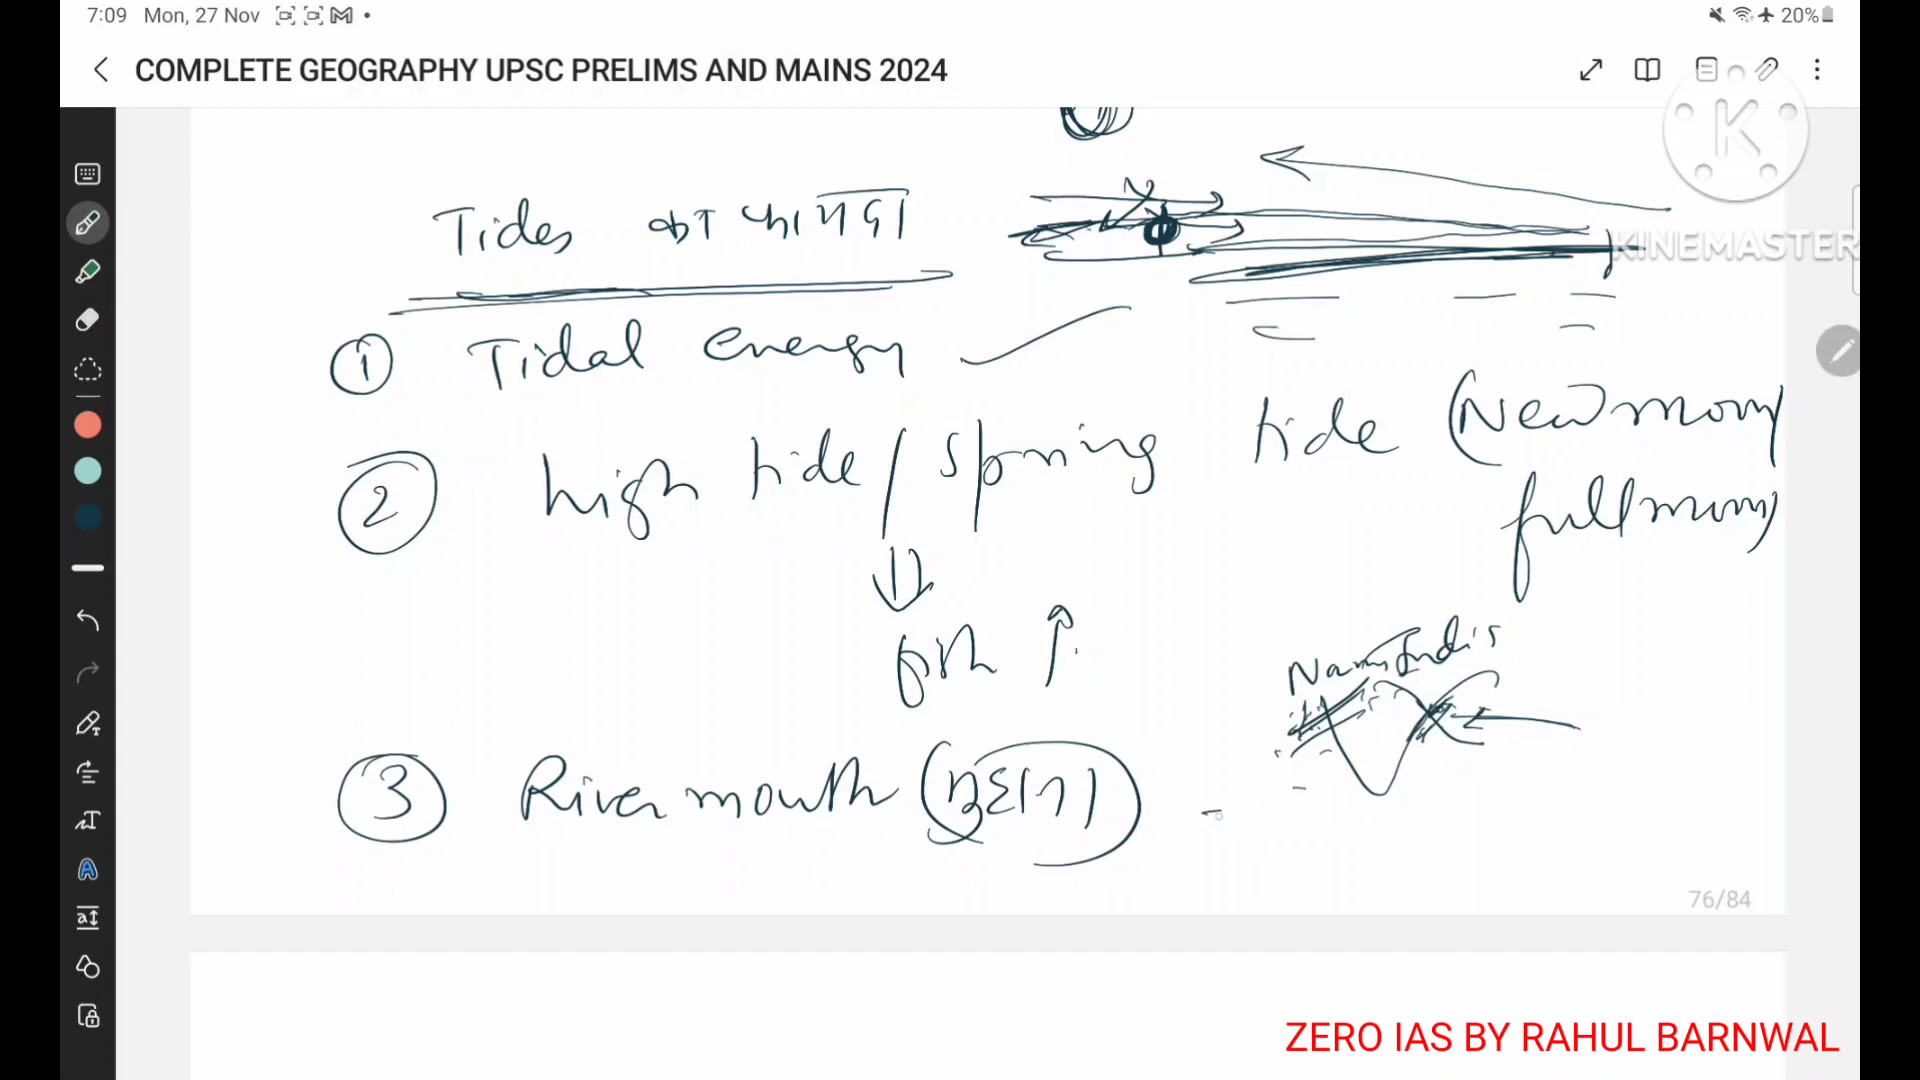 7:09 Mon, 27 Nov
20%
COMPLETE GEOGRAPHY UPSC PRELIMS AND MAINS 2024
K
KINEMASTER
Tides का फायदा
① Tidal energy
② high tide / Spring tide (New moon
full moon)
fish ↑
③ River mouth (मुहाना)
76/84
ZERO IAS BY RAHUL BARNWAL